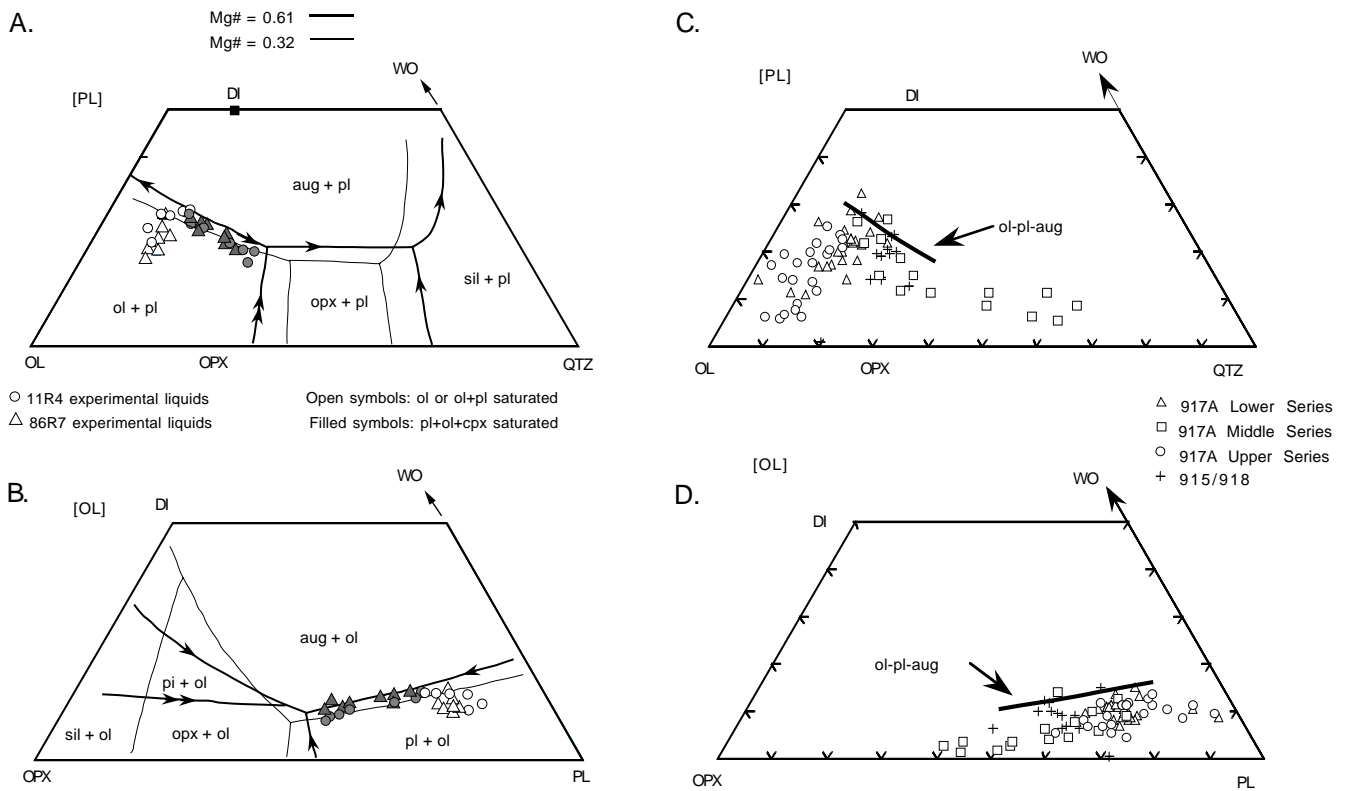 A.
Mg# = 0.61
Mg# = 0.32
WO
[PL]
DI
aug + pl
ol + pl
opx + pl
sil + pl
OL
OPX
QTZ
11R4 experimental liquids
86R7 experimental liquids
Open symbols: ol or ol+pl saturated
Filled symbols: pl+ol+cpx saturated
B.
[OL]
DI
WO
aug + ol
pi + ol
sil + ol
opx + ol
pl + ol
OPX
PL
C.
WO
[PL]
DI
ol-pl-aug
OL
OPX
QTZ
917A Lower Series
917A Middle Series
917A Upper Series
915/918
D.
[OL]
WO
DI
ol-pl-aug
OPX
PL